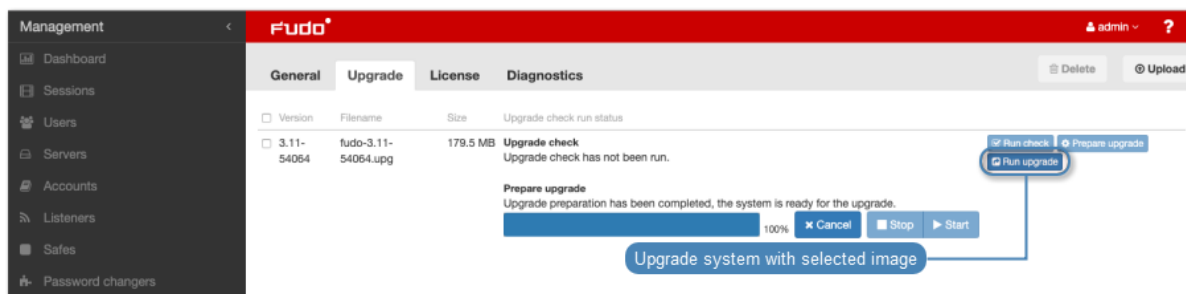 Management
Fudo
admin
?
Dashboard
General
Upgrade
License
Diagnostics
Delete
Upload
Sessions
Users
Servers
Accounts
Listeners
Safes
Password changers
Version Filename Size Upgrade check run status
3.11- fudo-3.11- 179.5 MB Upgrade check
54064 54064.upg Upgrade check has not been run.
Run check Prepare upgrade
Run upgrade
Prepare upgrade
Upgrade preparation has been completed, the system is ready for the upgrade.
100% Cancel Stop Start
Upgrade system with selected image